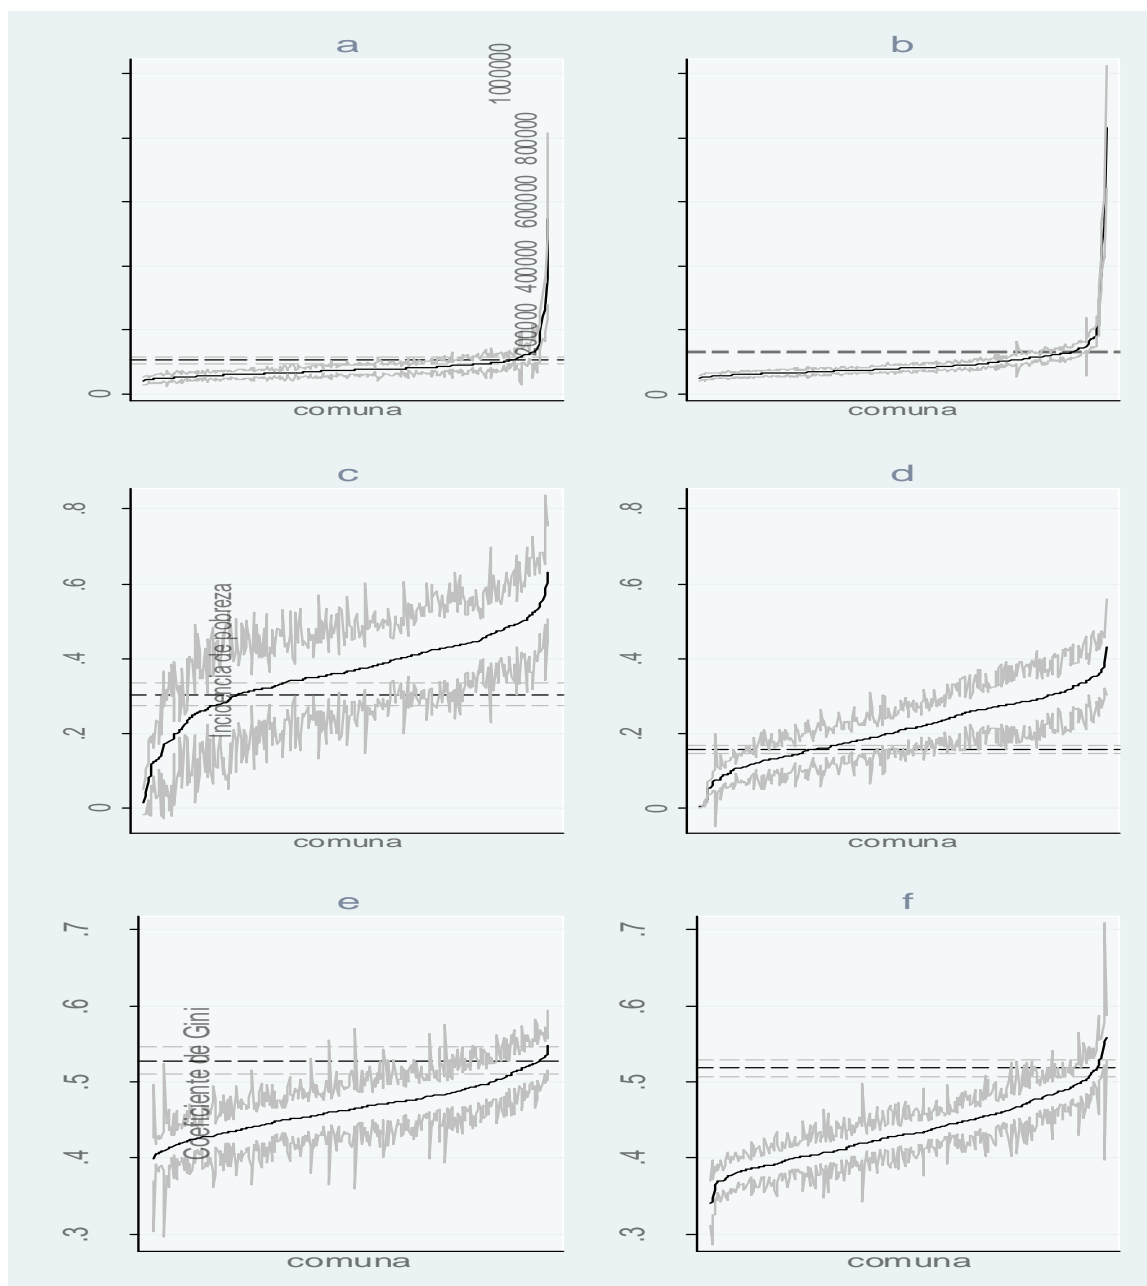 a
b
1000000
800000
600000
400000
200000
0
0
comuna
comuna
c
d
.8
.6
.4
.2
0
Incidencia de pobreza
.8
.6
.4
.2
0
comuna
comuna
e
f
.7
.6
.5
.4
.3
Coeficiente de Gini
.7
.6
.5
.4
.3
comuna
comuna